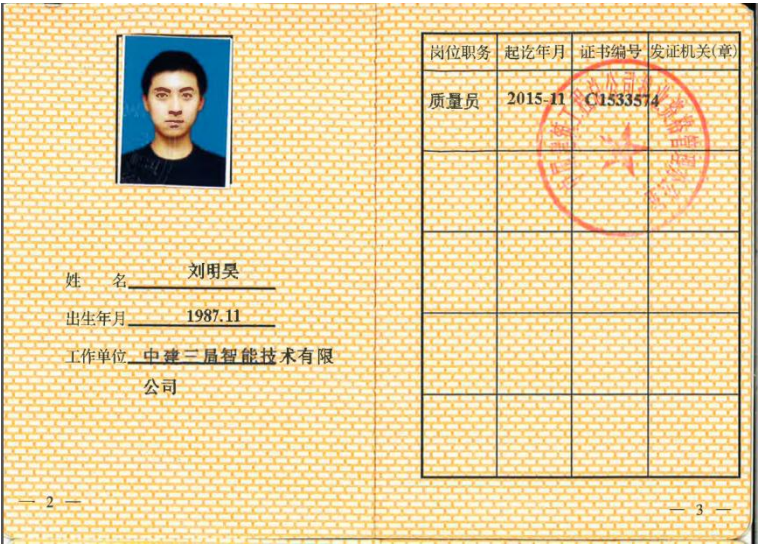 姓 名 刘明昊
出生年月 1987.11
工作单位 中建三局智能技术有限
公司
— 2 —
岗位职务 起讫年月 证书编号 发证机关(章)
质量员 2015-11 C1533574
— 3 —